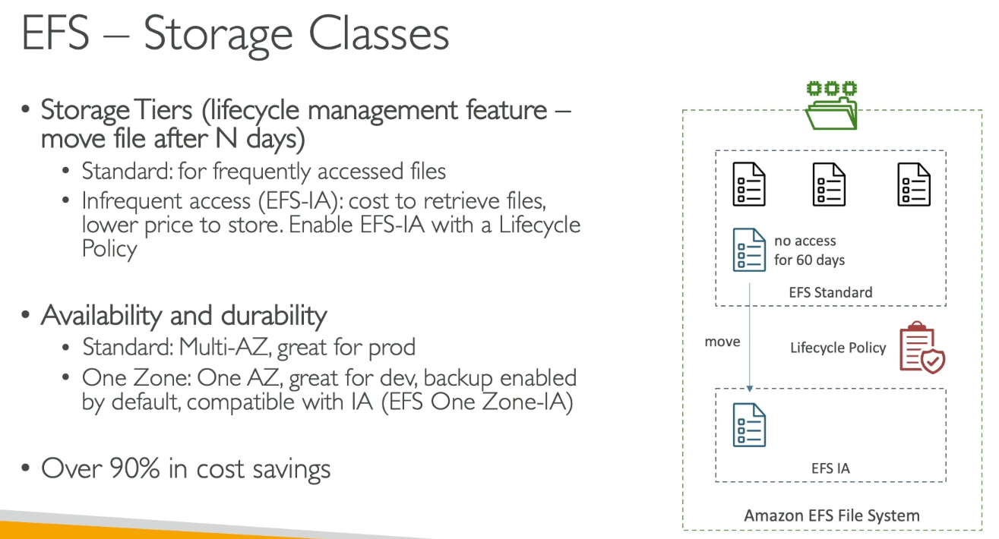 EFS – Storage Classes
• Storage Tiers (lifecycle management feature –
move file after N days)
• Standard: for frequently accessed files
• Infrequent access (EFS-IA): cost to retrieve files,
lower price to store. Enable EFS-IA with a Lifecycle
Policy
• Availability and durability
• Standard: Multi-AZ, great for prod
• One Zone: One AZ, great for dev, backup enabled
by default, compatible with IA (EFS One Zone-IA)
• Over 90% in cost savings
no access
for 60 days
EFS Standard
move
Lifecycle Policy
EFS IA
Amazon EFS File System